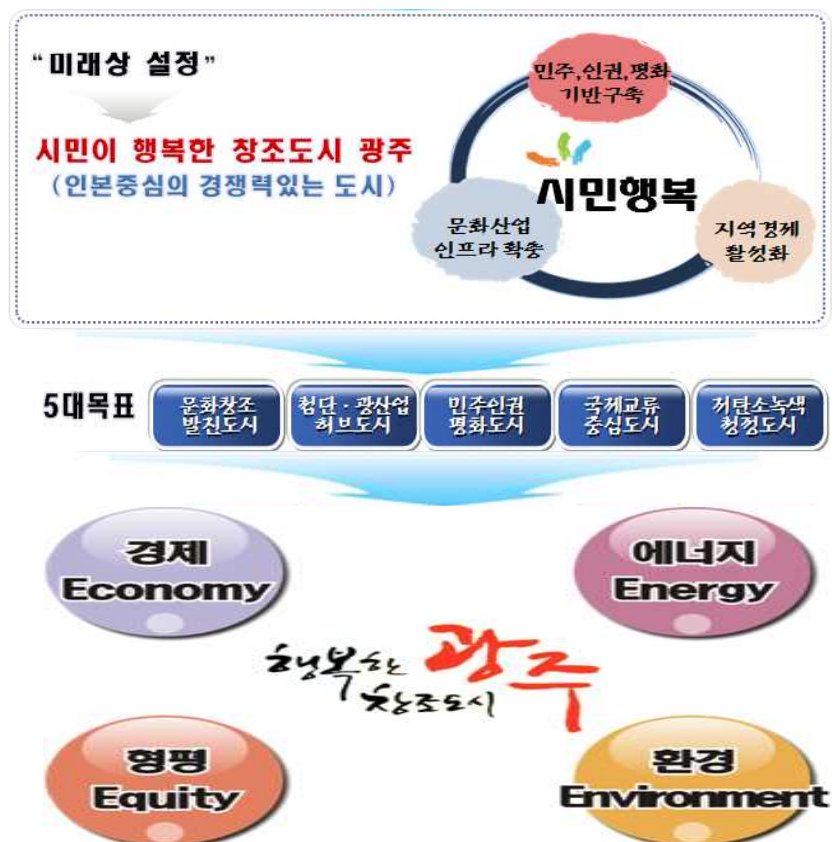 “미래상 설정”
시민이 행복한 창조도시 광주
(인본중심의 경쟁력있는 도시)
민주,인권,평화
기반구축
시민행복
문화산업
인프라 확충
지역경제
활성화
5대목표
문화창조
발전도시
첨단·광산업
허브도시
민주인권
평화도시
국제교류
중심도시
저탄소녹색
청정도시
경제
Economy
에너지
Energy
행복한 광주
창조도시
형평
Equity
환경
Environment